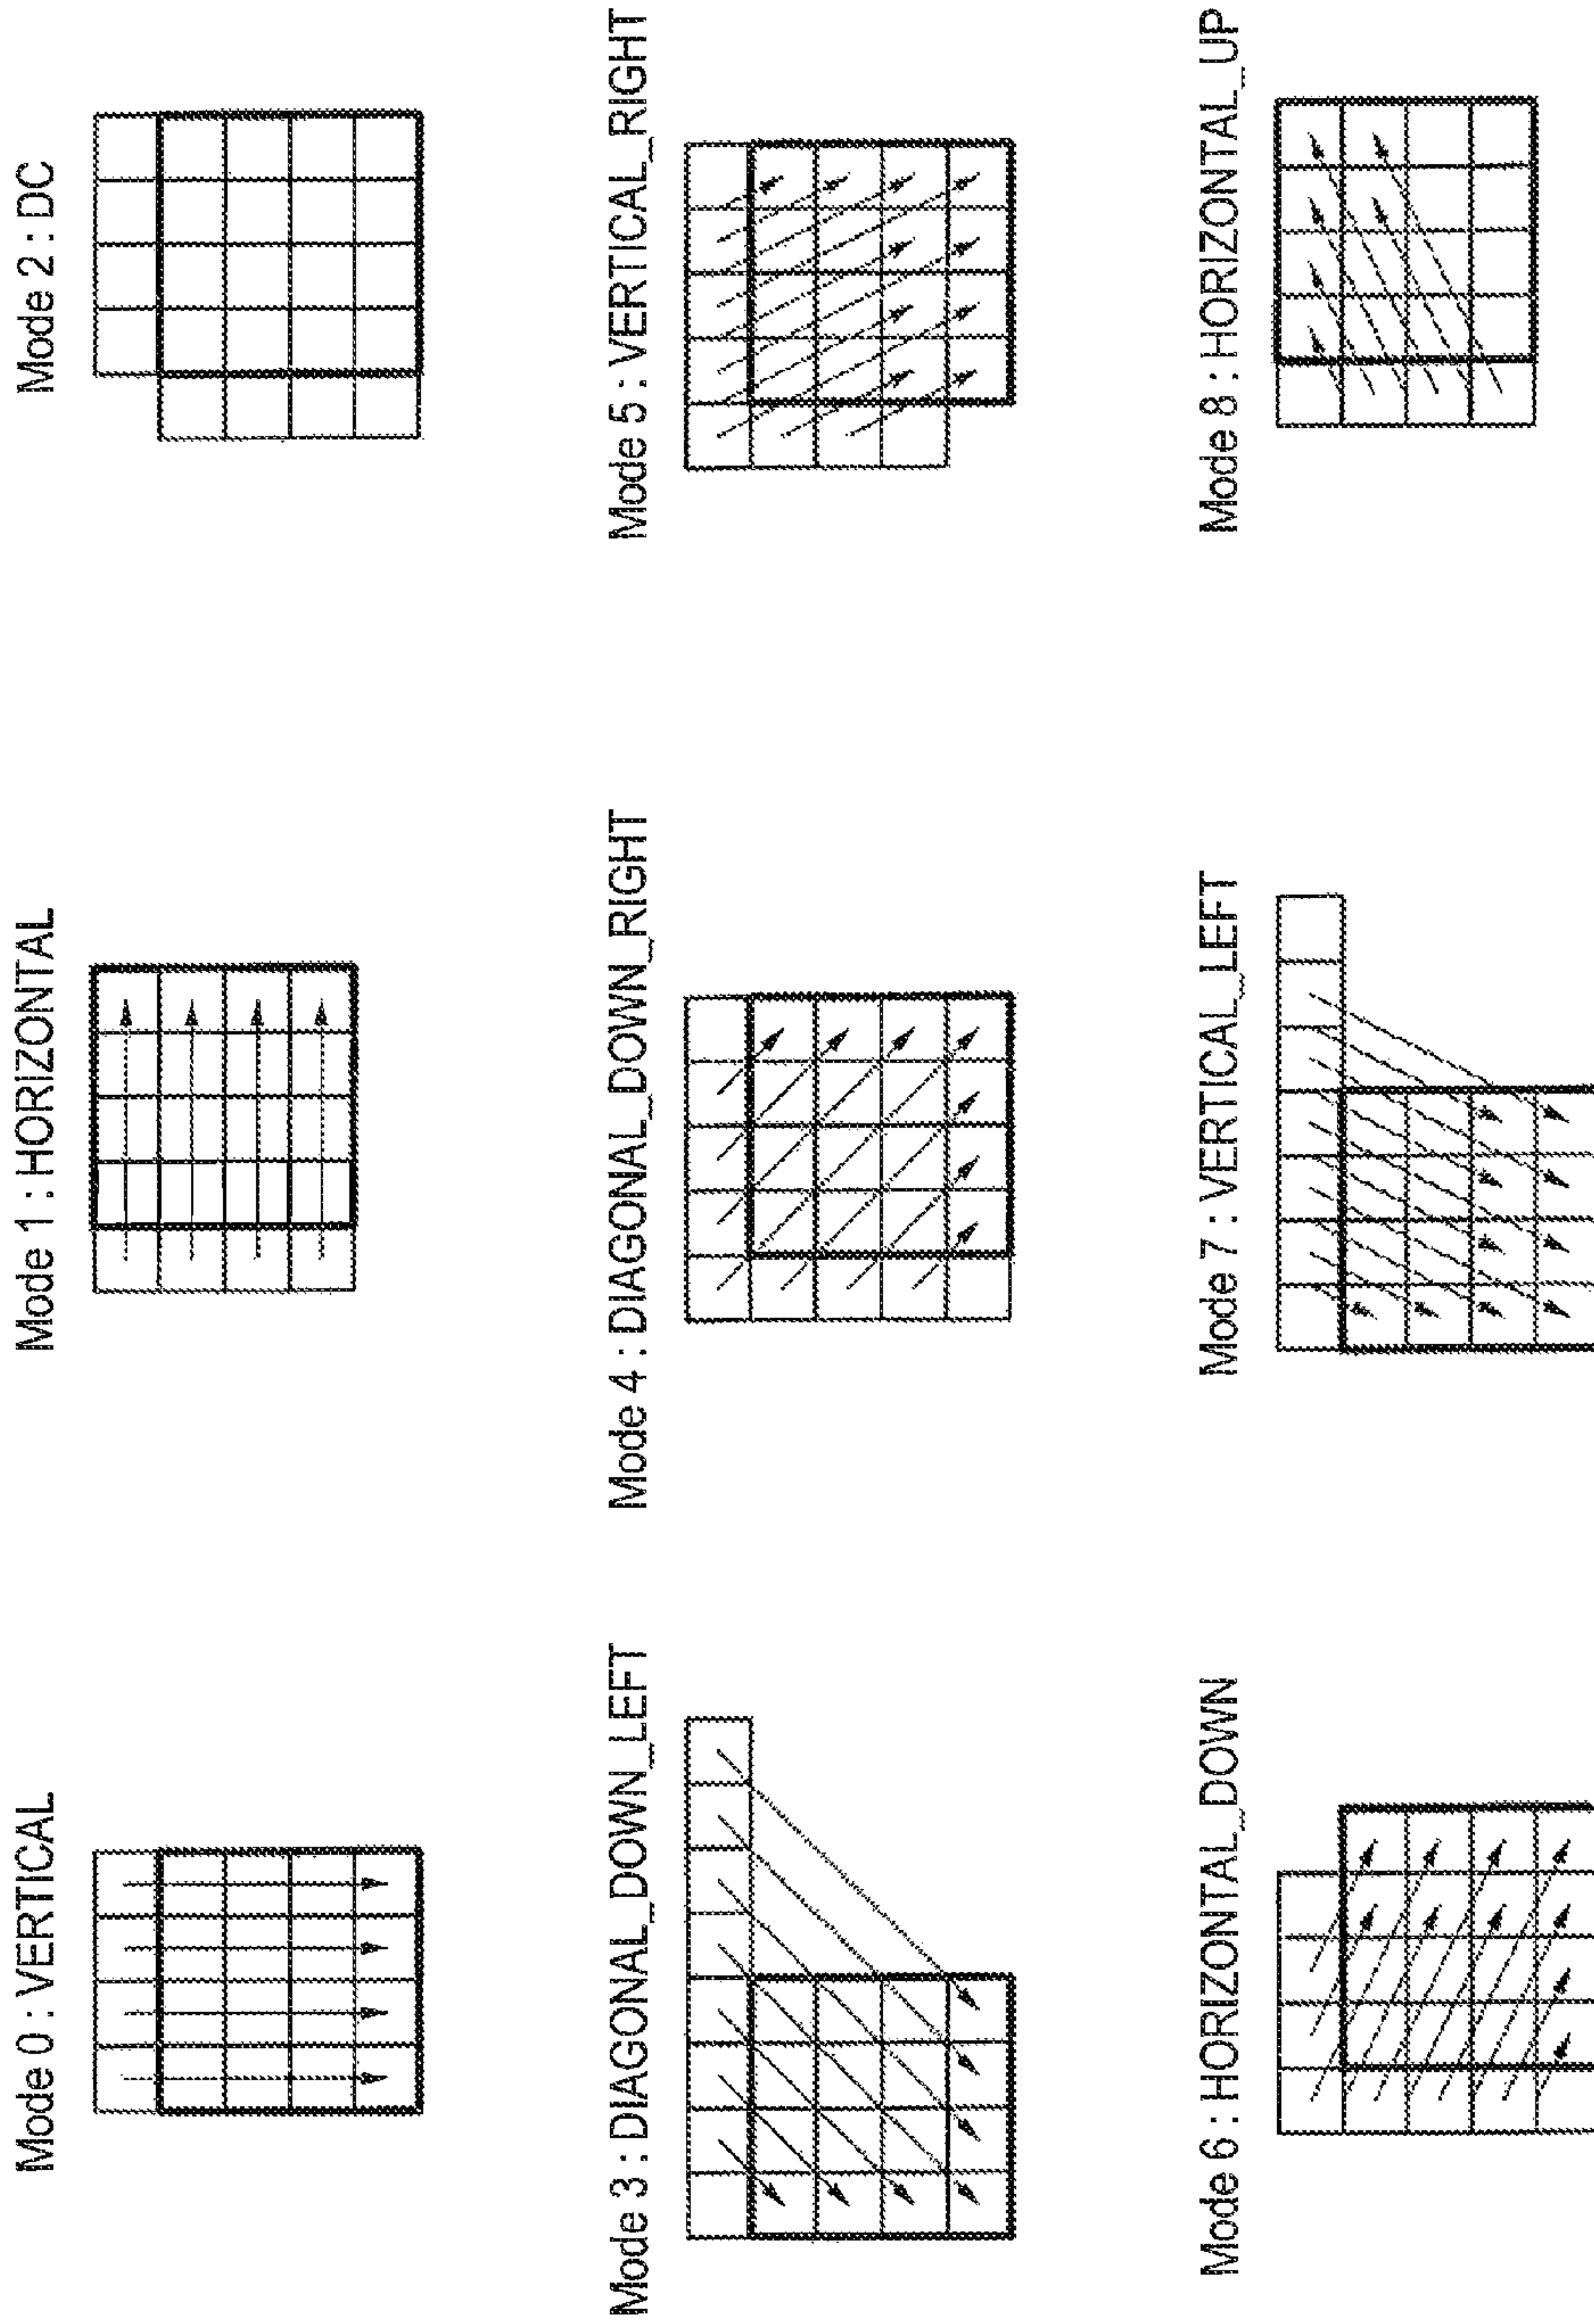 Mode 0 : VERTICAL
Mode 1 : HORIZONTAL
Mode 2 : DC
Mode 3 : DIAGONAL_DOWN_LEFT
Mode 4 : DIAGONAL_DOWN_RIGHT
Mode 5 : VERTICAL_RIGHT
Mode 6 : HORIZONTAL_DOWN
Mode 7 : VERTICAL_LEFT
Mode 8 : HORIZONTAL_UP